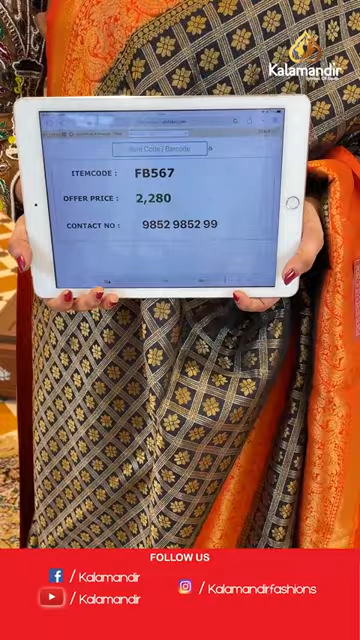 Kalamandir
Item Code / Barcode
ITEMCODE : FB567
OFFER PRICE : 2,280
CONTACT NO : 9852 9852 99
FOLLOW US
/ Kalamandir
/ Kalamandirfashions
/ Kalamandir